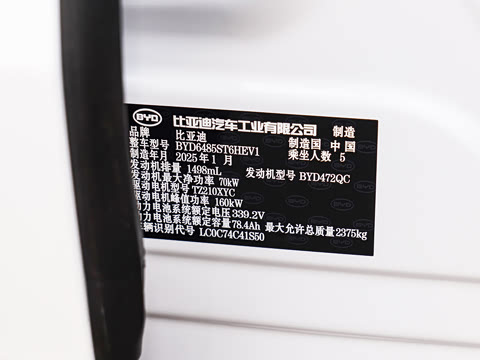 BYD 比亚迪汽车工业有限公司 制造
品牌 比亚迪 制造国 中国
整车型号 BYD6485ST6HEV1 乘坐人数 5
制造年月 2025年1月
发动机排量 1498mL 发动机型号 BYD472QC
发动机最大净功率 70kW
驱动电机型号 TZ210XYC
驱动电机峰值功率 160kW
动力电池系统额定电压 339.2V
动力电池系统额定容量 78.4Ah 最大允许总质量 2375kg
车辆识别代号 LC0C74C41S50